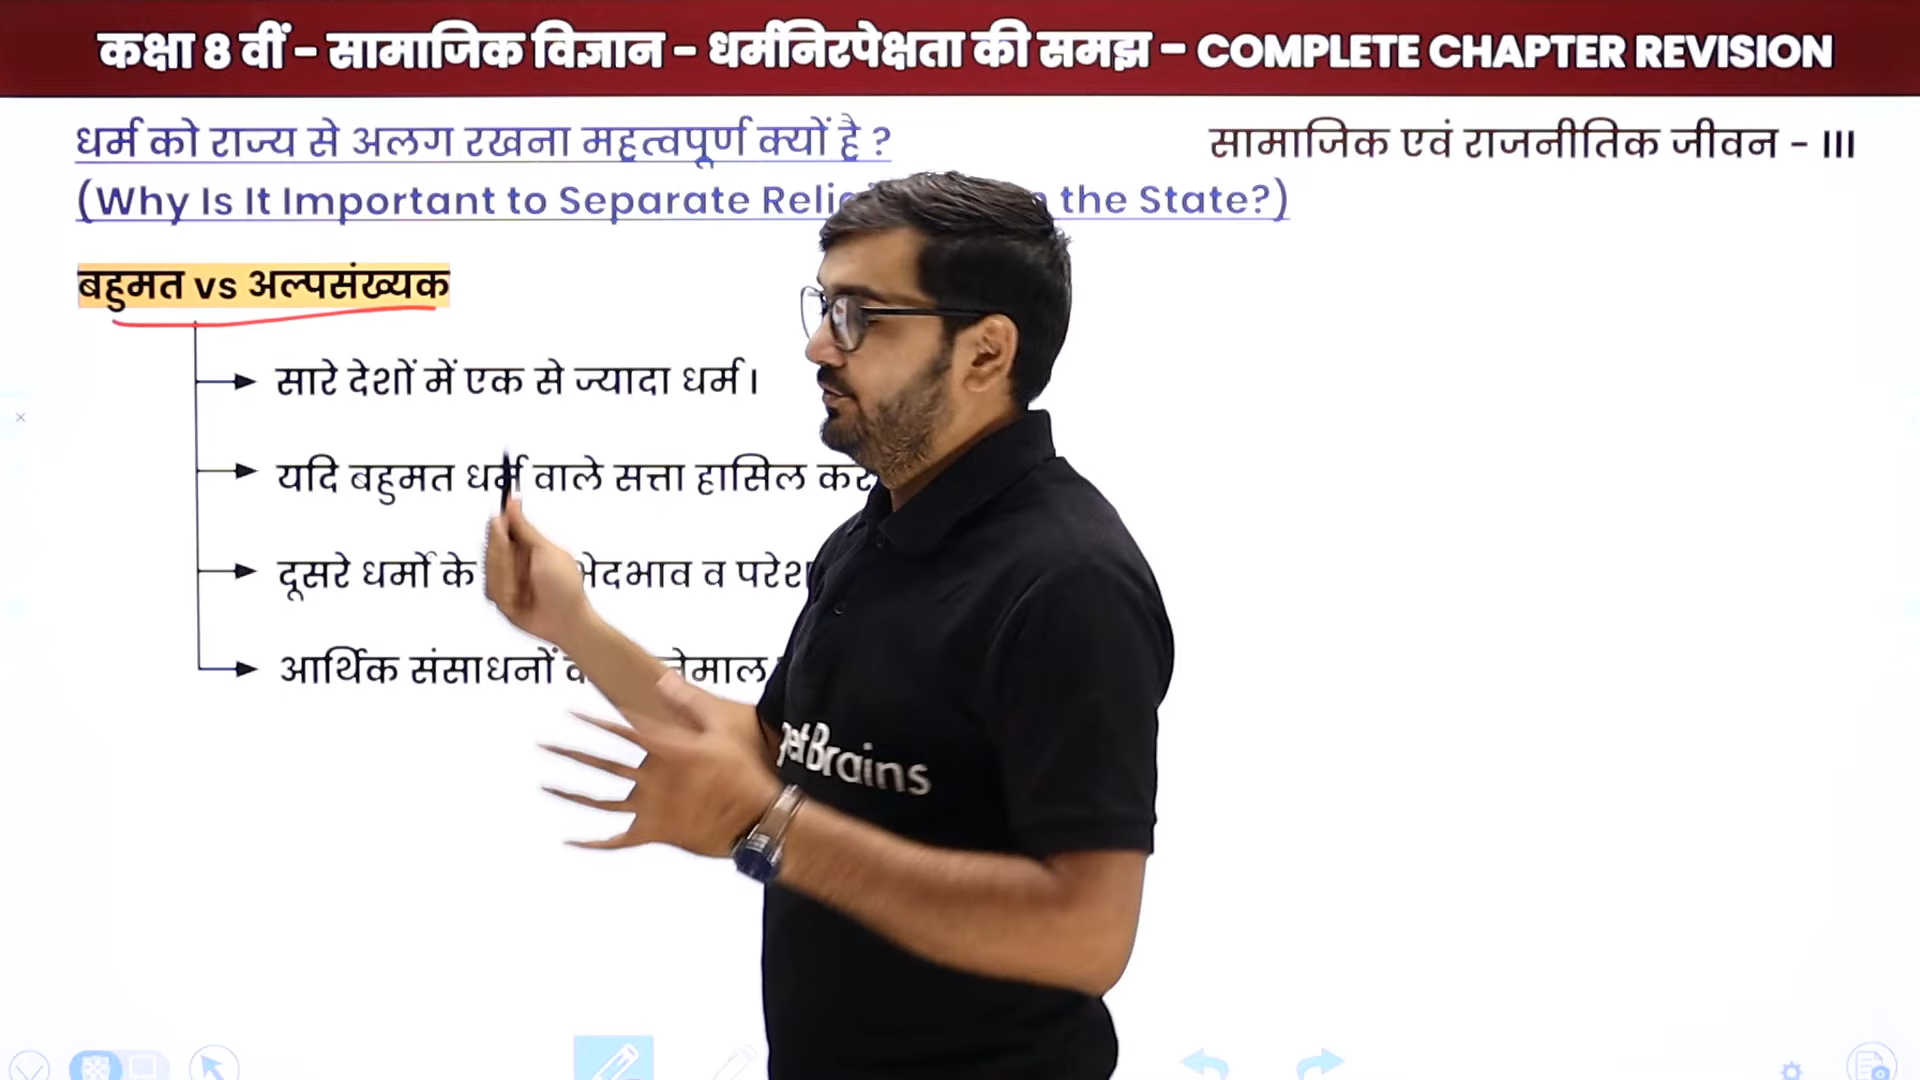 कक्षा 8 वीं - सामाजिक विज्ञान - धर्मनिरपेक्षता की समझ - COMPLETE CHAPTER REVISION
धर्म को राज्य से अलग रखना महत्वपूर्ण क्यों है ?
सामाजिक एवं राजनीतिक जीवन - III
(Why Is It Important to Separate the State?)
बहुमत vs अल्पसंख्यक
सारे देशों में एक से ज्यादा धर्म।
यदि बहुमत धर्म वाले सत्ता हासिल कर
दूसरे धर्मों के भेदभाव व
आर्थिक संसाधनों
Brains